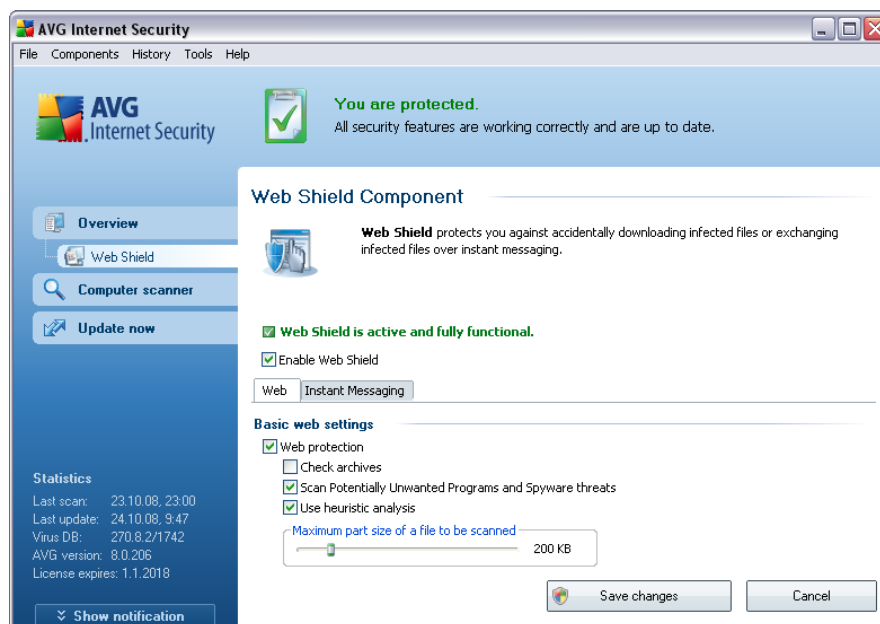 AVG Internet Security
File Components History Tools Help
AVG
Internet Security
You are protected.
All security features are working correctly and are up to date.
Overview
Web Shield
Computer scanner
Update now
Web Shield Component
Web Shield protects you against accidentally downloading infected files or exchanging
infected files over instant messaging.
Web Shield is active and fully functional.
Enable Web Shield
Web Instant Messaging
Basic web settings
Web protection
Check archives
Scan Potentially Unwanted Programs and Spyware threats
Use heuristic analysis
Maximum part size of a file to be scanned
200 KB
Statistics
Last scan: 23.10.08, 23:00
Last update: 24.10.08, 9:47
Virus DB: 270.8.2/1742
AVG version: 8.0.206
License expires: 1.1.2018
Show notification
Save changes Cancel